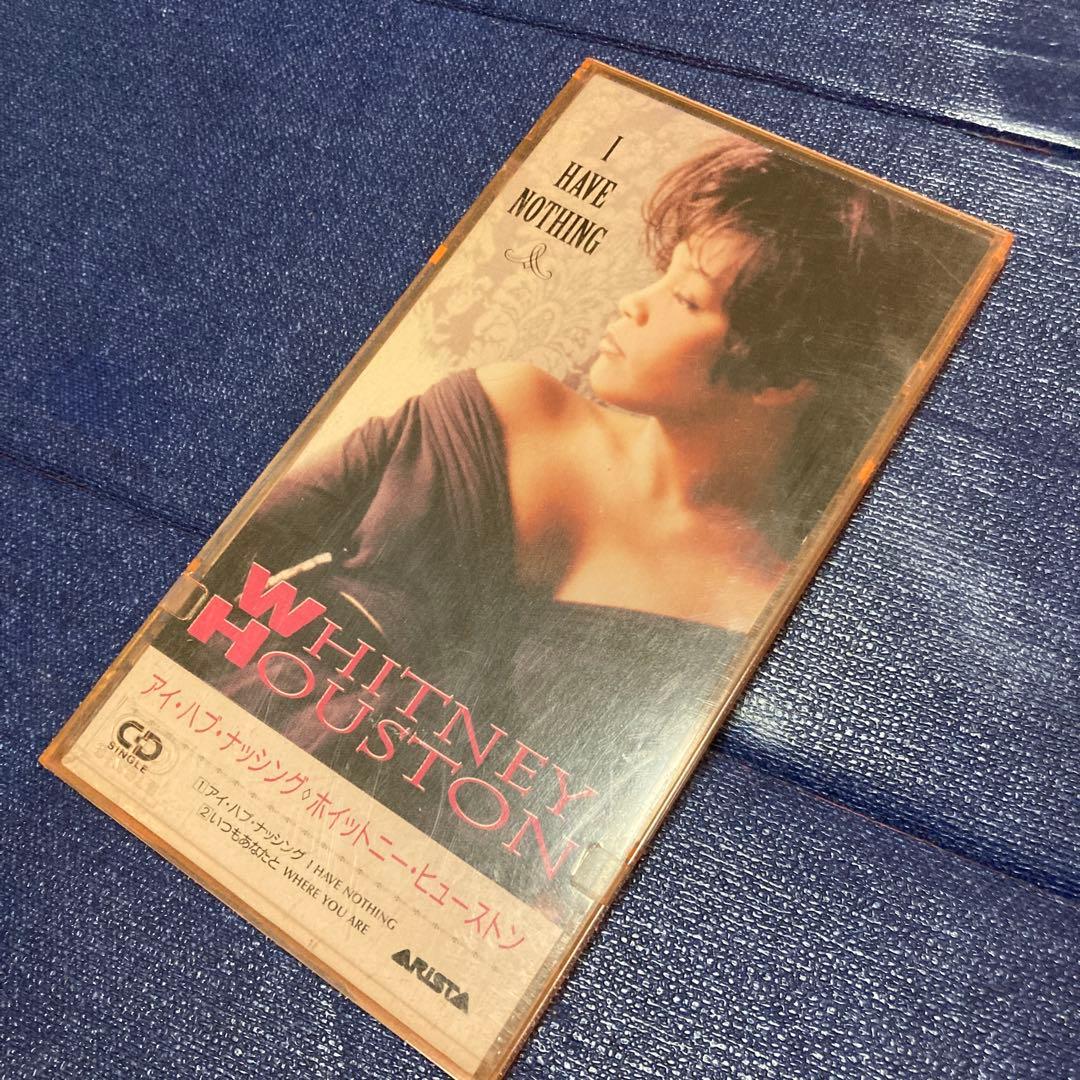 I
HAVE
NOTHING
WHITNEY
HOUSTON
アイ・ハブ・ナッシング◇ホイットニー・ヒューストン
CD
SINGLE
1アイ・ハブ・ナッシング I HAVE NOTHING
2いつもあなたと WHERE YOU ARE
ARISTA